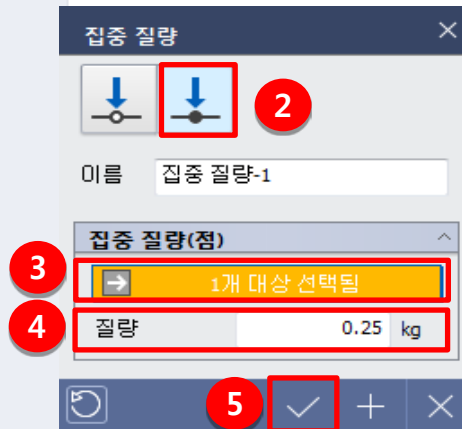 집중 질량
2
이름 집중 질량-1
집중 질량(점)
3 1개 대상 선택됨
4 질량 0.25 kg
5